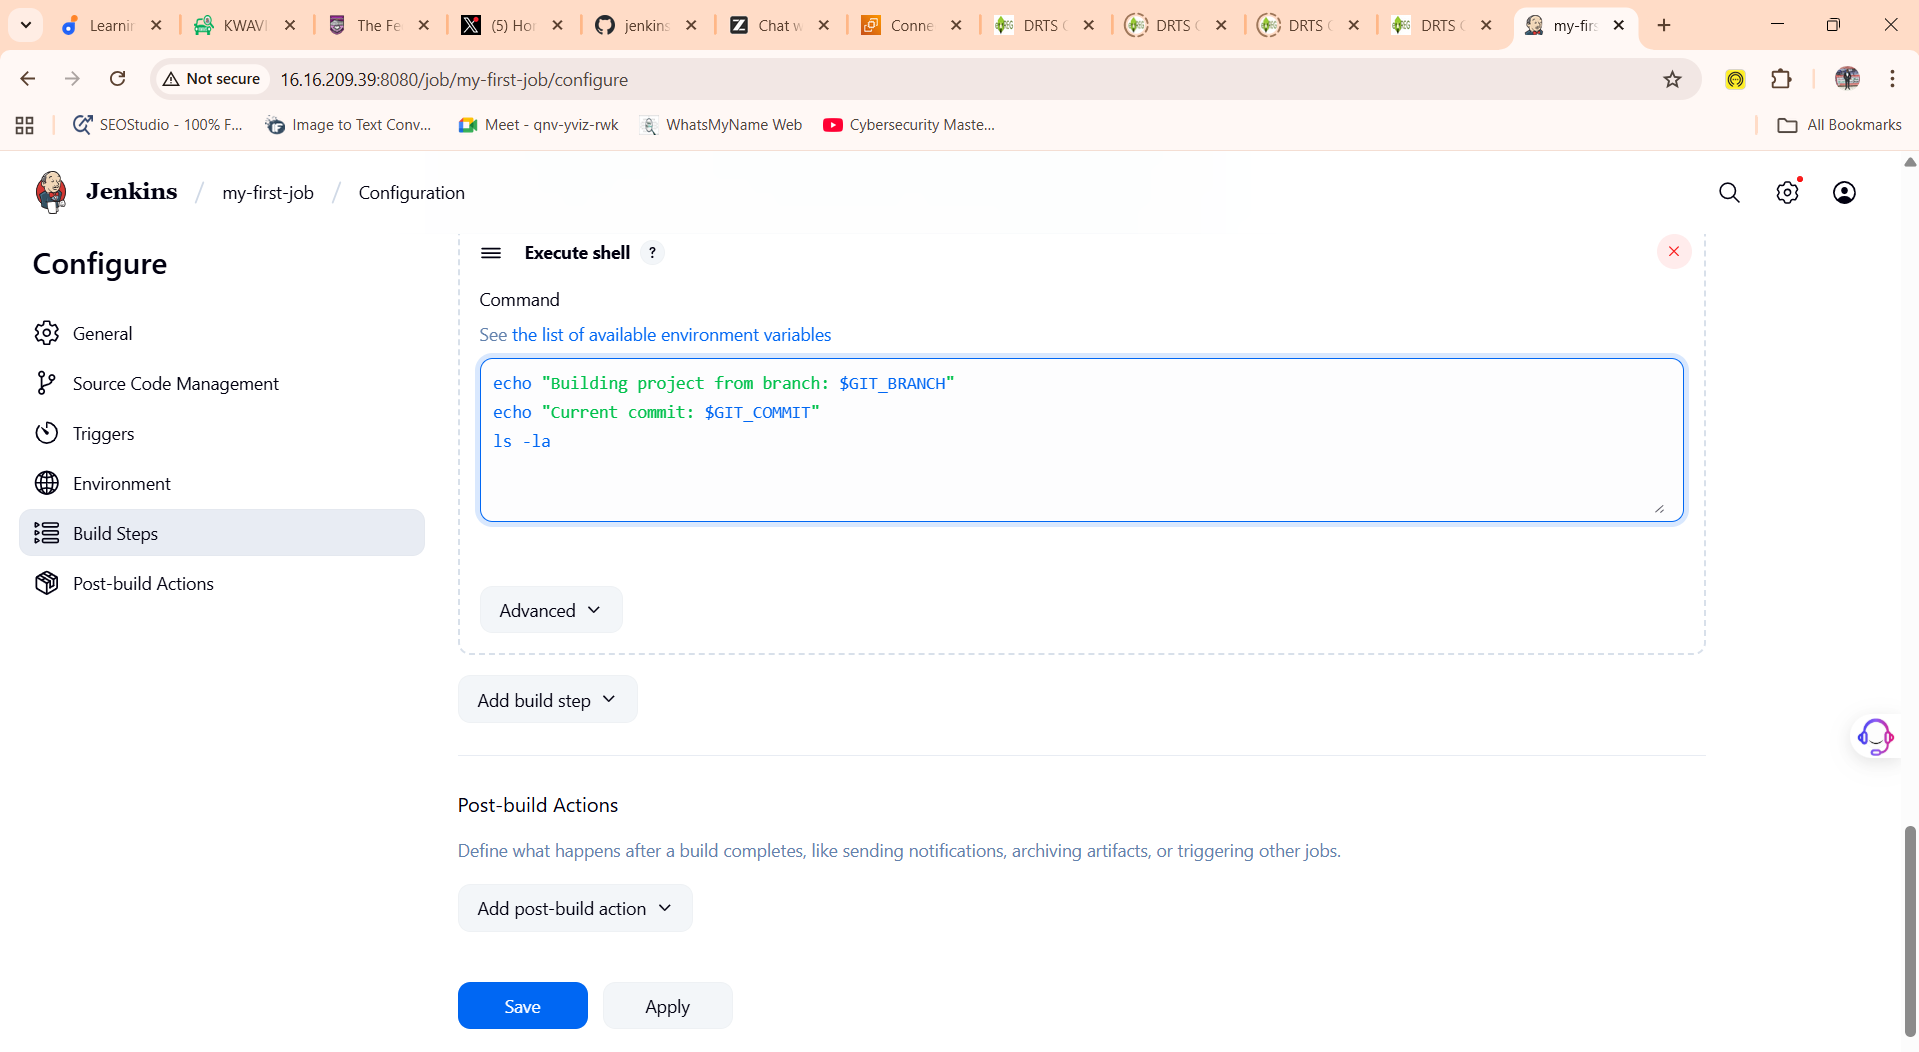 Learnin
KWAVI
The Fe
(5) Ho
jenkins
Chat w
Conne
DRTS
DRTS
DRTS
DRTS
my-firs
Not secure
16.16.209.39:8080/job/my-first-job/configure
SEOStudio - 100% F...
Image to Text Conv...
Meet - qnv-yviz-rwk
WhatsMyName Web
Cybersecurity Maste...
All Bookmarks
Jenkins / my-first-job / Configuration
Configure
General
Source Code Management
Triggers
Environment
Build Steps
Post-build Actions
Execute shell ?
Command
See the list of available environment variables
echo "Building project from branch: $GIT_BRANCH"
echo "Current commit: $GIT_COMMIT"
ls -la
Advanced
Add build step
Post-build Actions
Define what happens after a build completes, like sending notifications, archiving artifacts, or triggering other jobs.
Add post-build action
Save
Apply